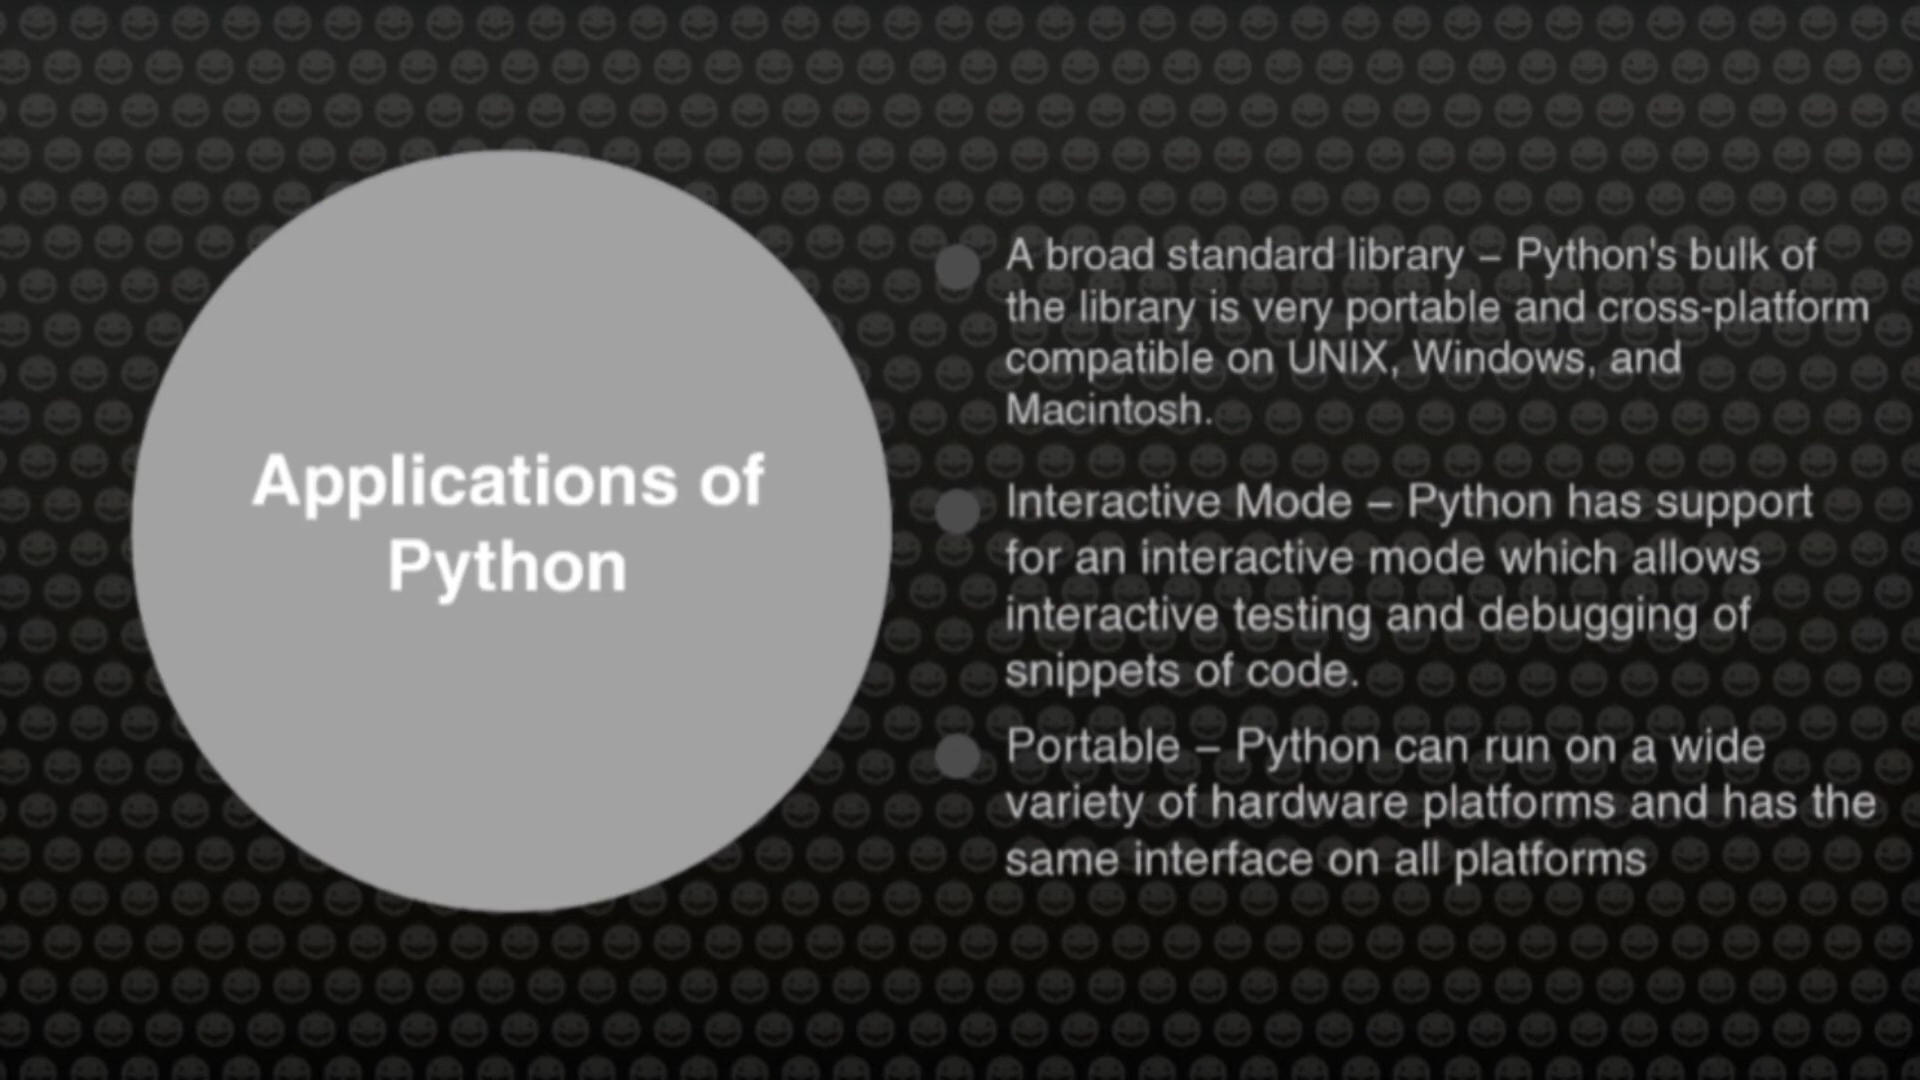 Applications of
Python
A broad standard library – Python's bulk of
the library is very portable and cross-platform
compatible on UNIX, Windows, and
Macintosh.
Interactive Mode – Python has support
for an interactive mode which allows
interactive testing and debugging of
snippets of code.
Portable – Python can run on a wide
variety of hardware platforms and has the
same interface on all platforms